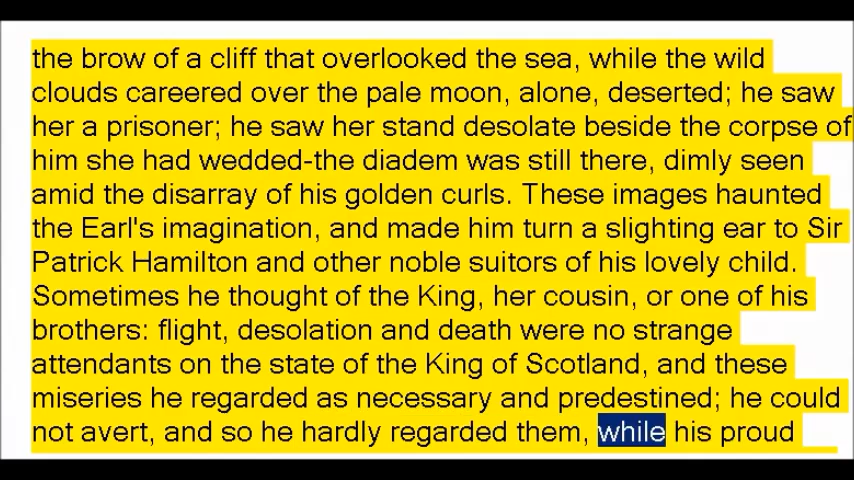 the brow of a cliff that overlooked the sea, while the wild
clouds careered over the pale moon, alone, deserted; he saw
her a prisoner; he saw her stand desolate beside the corpse of
him she had wedded-the diadem was still there, dimly seen
amid the disarray of his golden curls. These images haunted
the Earl's imagination, and made him turn a slighting ear to Sir
Patrick Hamilton and other noble suitors of his lovely child.
Sometimes he thought of the King, her cousin, or one of his
brothers: flight, desolation and death were no strange
attendants on the state of the King of Scotland, and these
miseries he regarded as necessary and predestined; he could
not avert, and so he hardly regarded them, while his proud